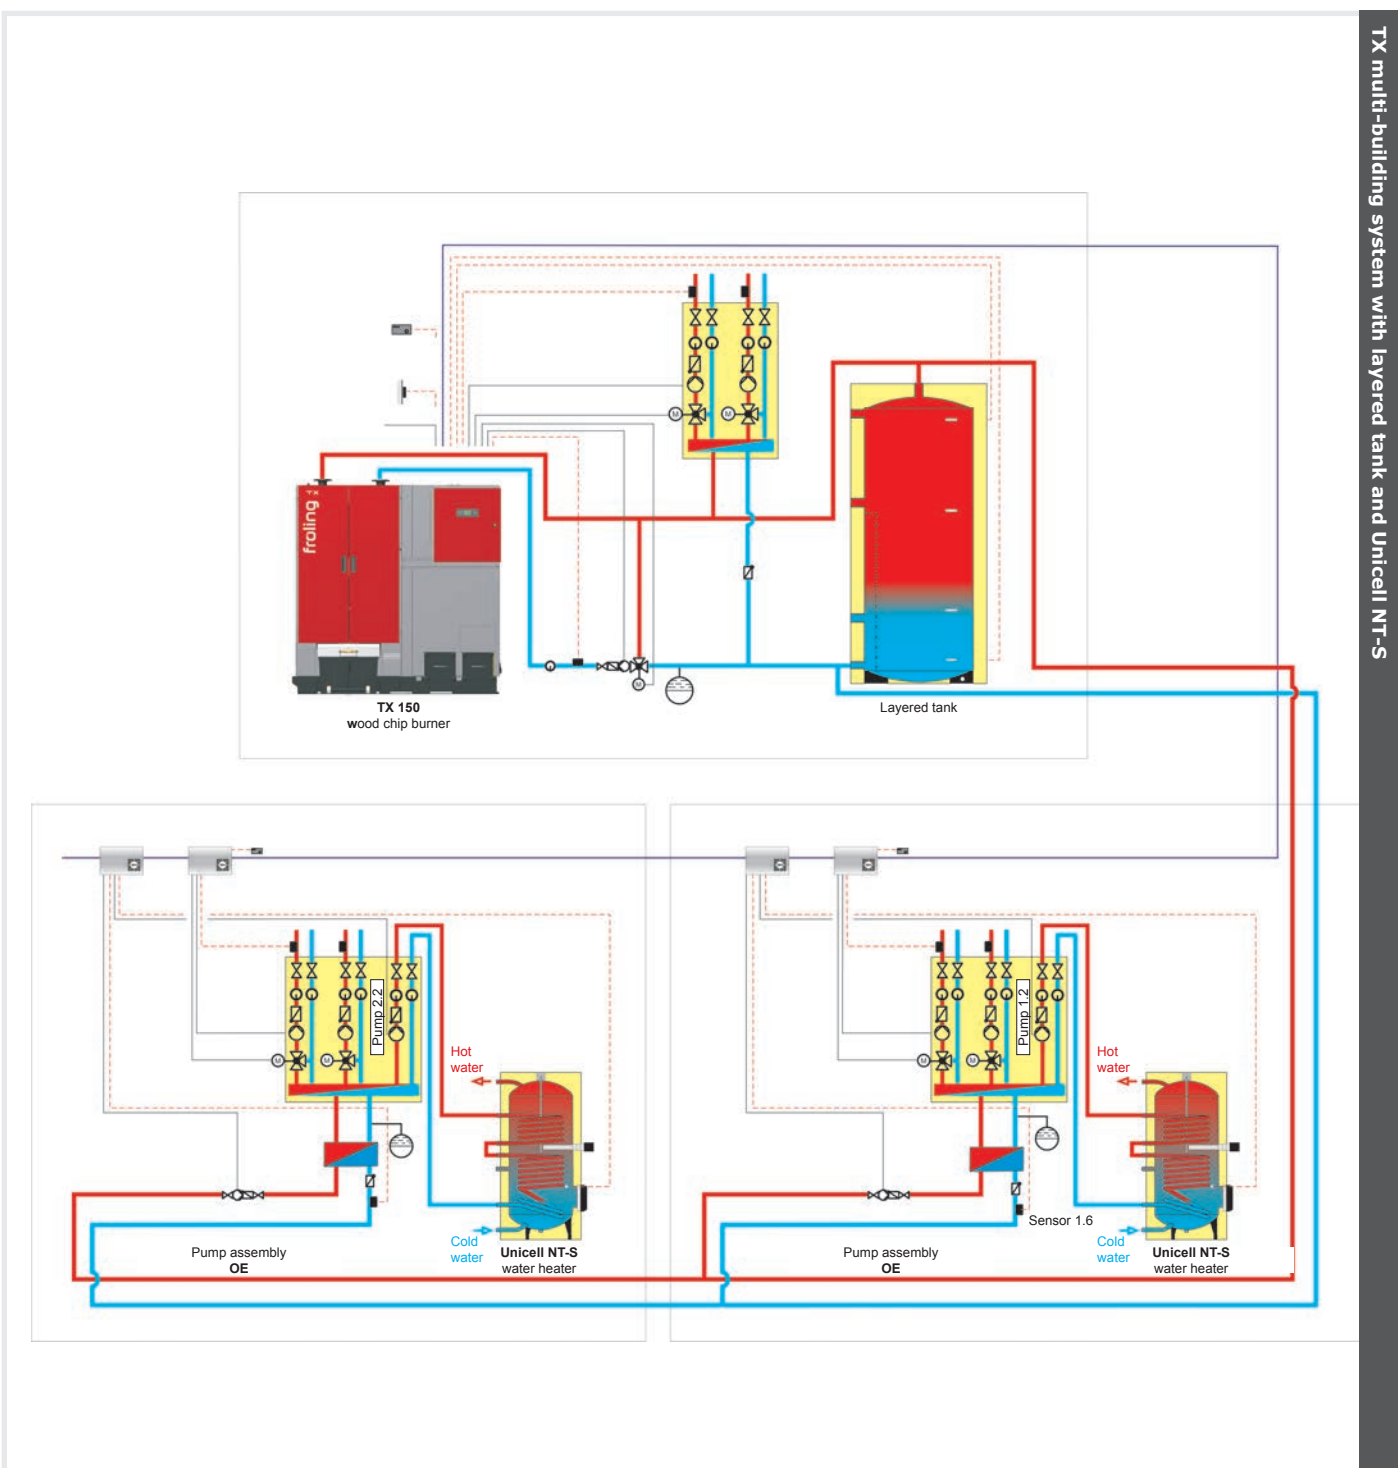 TX multi-building system with layered tank and Unicell NT-S
M
M
froling
TX
M
TX 150
wood chip burner
Layered tank
Pump 2.2
M
M
Hot
water
Cold
water
Pump assembly
OE
Unicell NT-S
water heater
Pump 1.2
M
M
Hot
water
Sensor 1.6
Cold
water
Pump assembly
OE
Unicell NT-S
water heater